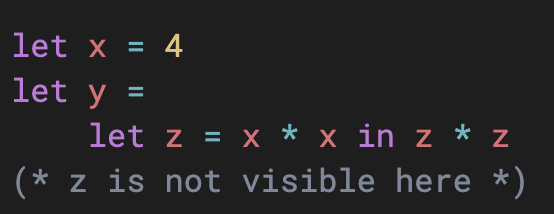 let x = 4
let y =
    let z = x * x in z * z
(* z is not visible here *)